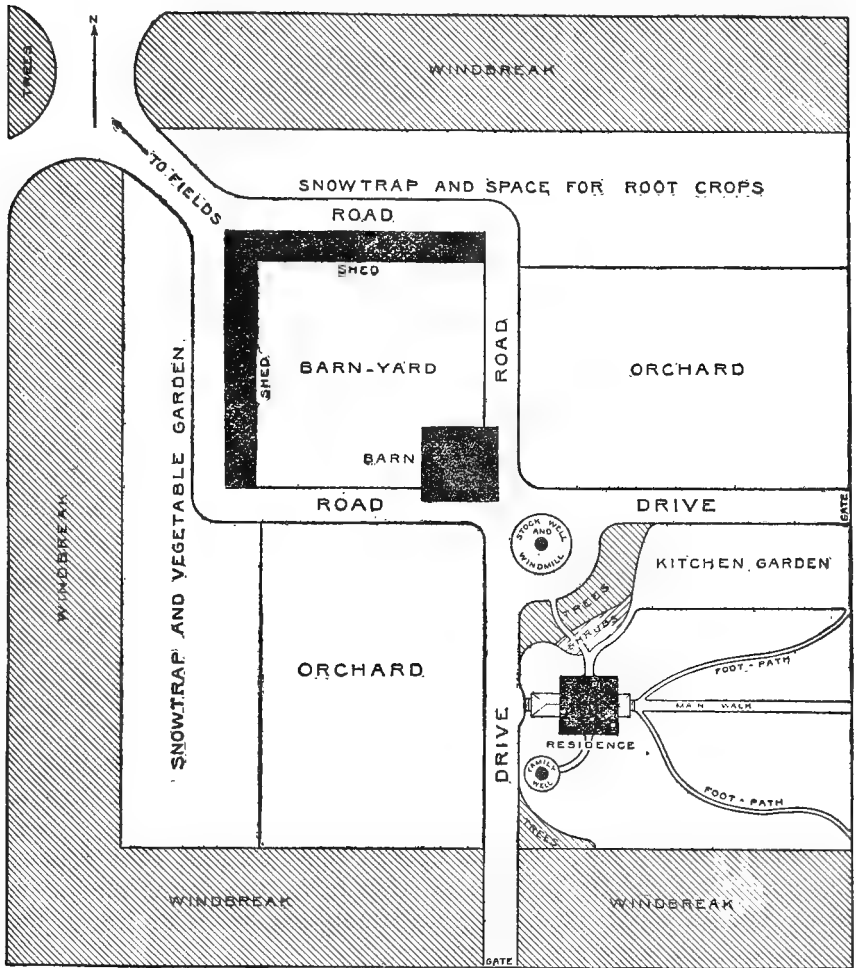 N
TREES
WINDBREAK
TO FIELDS
SNOWTRAP AND SPACE FOR ROOT CROPS
ROAD
SHED
SHED
BARN-YARD
ROAD
ORCHARD
BARN
ROAD
DRIVE
GATE
SNOWTRAP AND VEGETABLE GARDEN.
WINDBREAK
STOCK WELL
AND
WINDMILL
KITCHEN GARDEN
TREES
SHRUBS
ORCHARD
FOOT-PATH
MAIN WALK
RESIDENCE
DRIVE
FAMILY
WELL
FOOT-PATH
TREES
WINDBREAK
WINDBREAK
GATE